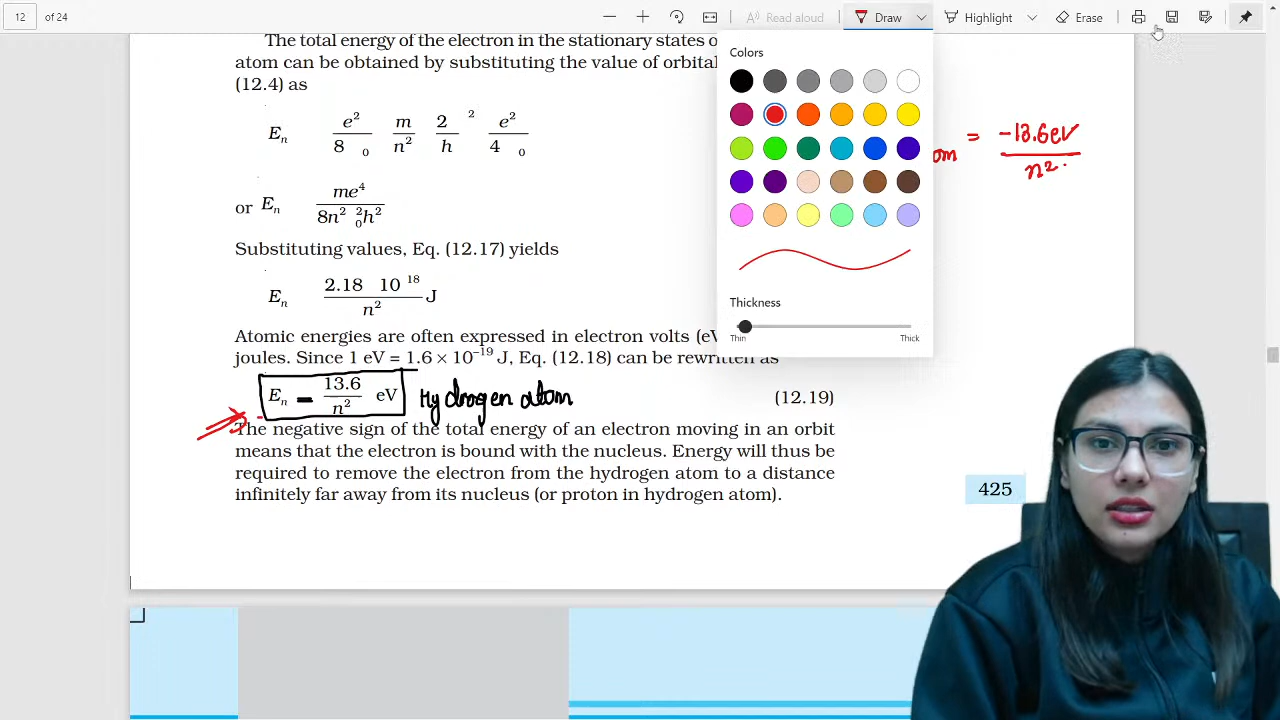 12 of 24
Read aloud
Draw
Highlight
Erase
The total energy of the electron in the stationary states o
atom can be obtained by substituting the value of orbital
(12.4) as
En e2 8 0 m n2 2 h 2 e2 4 0
or En me4 8n2 2 0 h2
Substituting values, Eq. (12.17) yields
En 2.18 10 18 n2 J
Atomic energies are often expressed in electron volts (eV
joules. Since 1 eV = 1.6 × 10–19 J, Eq. (12.18) can be rewritten as
En – 13.6 n2 eV Hydrogen atom (12.19)
The negative sign of the total energy of an electron moving in an orbit
means that the electron is bound with the nucleus. Energy will thus be
required to remove the electron from the hydrogen atom to a distance
infinitely far away from its nucleus (or proton in hydrogen atom).
425
Colors
Thickness
Thin Thick
om = -13.6eV
n2